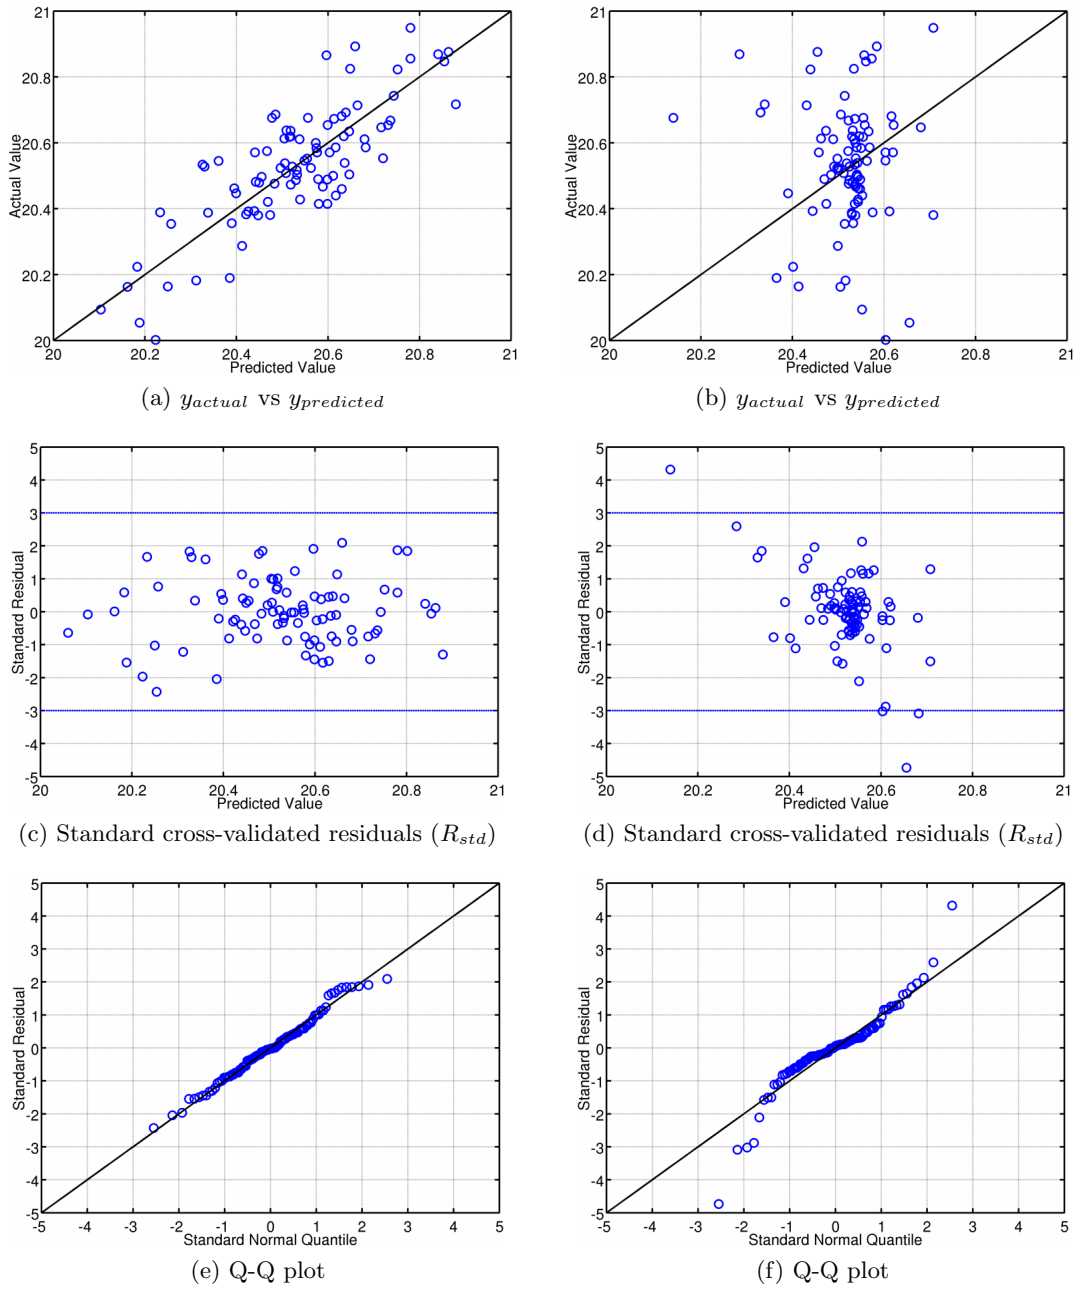 21
20.8
20.6
20.4
20.2
20
Actual Value
20 20.2 20.4 20.6 20.8 21
Predicted Value
(a) y_actual vs y_predicted
21
20.8
20.6
20.4
20.2
20
Actual Value
20 20.2 20.4 20.6 20.8 21
Predicted Value
(b) y_actual vs y_predicted
5
4
3
2
1
0
-1
-2
-3
-4
-5
Standard Residual
20 20.2 20.4 20.6 20.8 21
Predicted Value
(c) Standard cross-validated residuals (R_std)
5
4
3
2
1
0
-1
-2
-3
-4
-5
Standard Residual
20 20.2 20.4 20.6 20.8 21
Predicted Value
(d) Standard cross-validated residuals (R_std)
5
4
3
2
1
0
-1
-2
-3
-4
-5
Standard Residual
-5 -4 -3 -2 -1 0 1 2 3 4 5
Standard Normal Quantile
(e) Q-Q plot
5
4
3
2
1
0
-1
-2
-3
-4
-5
Standard Residual
-5 -4 -3 -2 -1 0 1 2 3 4 5
Standard Normal Quantile
(f) Q-Q plot